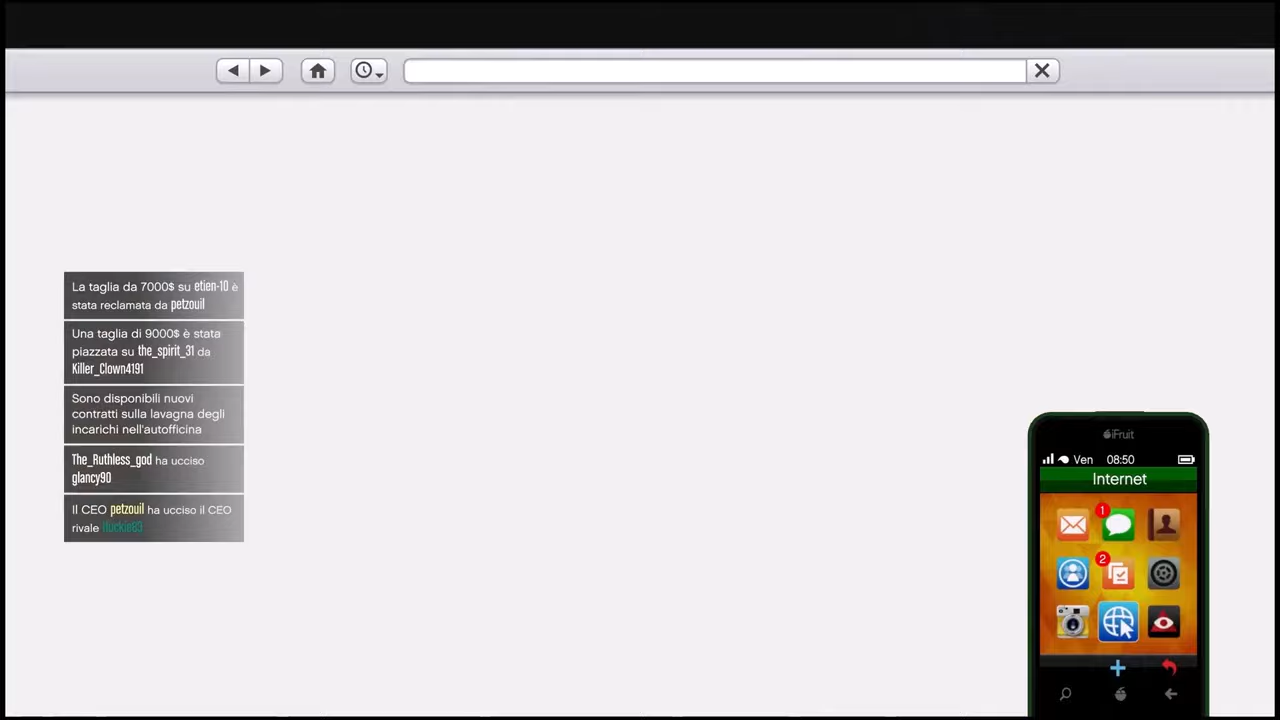 La taglia da 7000$ su etien-10 è
stata reclamata da petzouil
Una taglia di 9000$ è stata
piazzata su the_spirit_31 da
Killer_Clown4191
Sono disponibili nuovi
contratti sulla lavagna degli
incarichi nell'autofficina
The_Ruthless_god ha ucciso
glancy90
Il CEO petzouil ha ucciso il CEO
rivale
iFruit
Ven 08:50
Internet
1
2